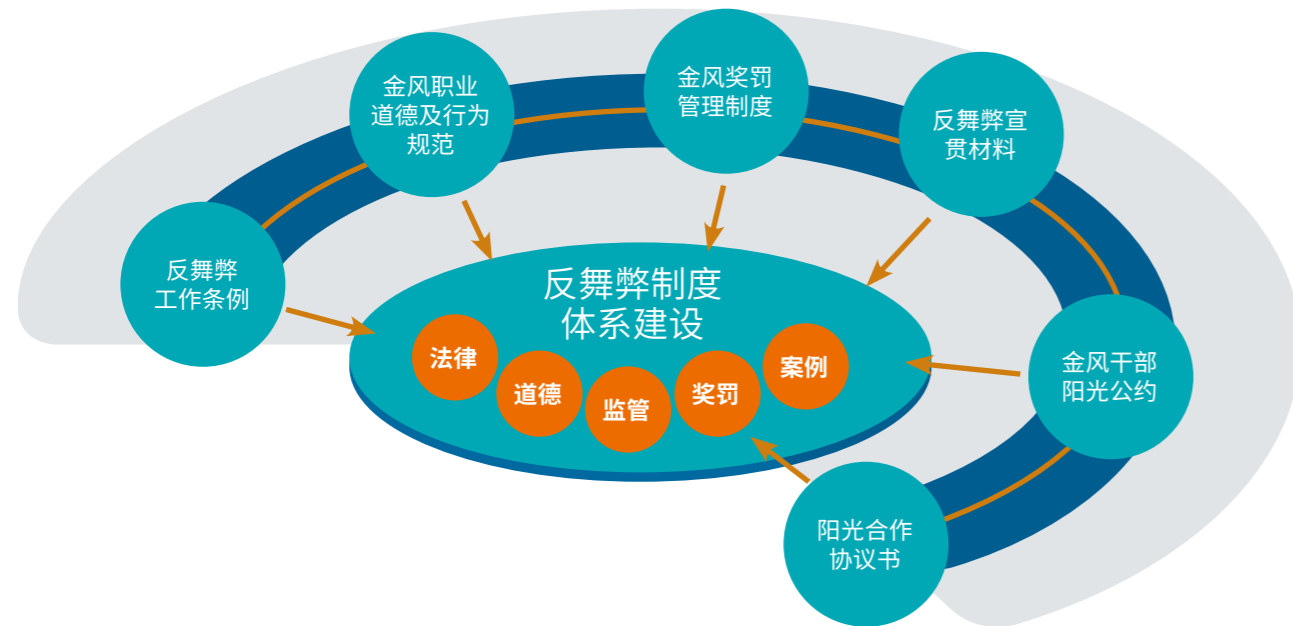 金风奖罚
管理制度
金风职业
道德及行为
规范
反舞弊宣
贯材料
反舞弊
工作条例
反舞弊制度
体系建设
法律
道德
监管
奖罚
案例
金风干部
阳光公约
阳光合作
协议书